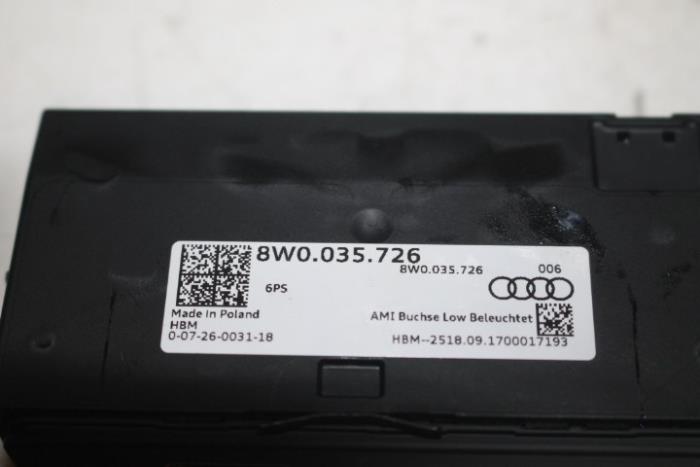 8W0.035.726
8W0.035.726 006
6PS
Made in Poland
HBM
0-07-26-0031-18
AMI Buchse Low Beleuchtet
HBM--2518.09.1700017193